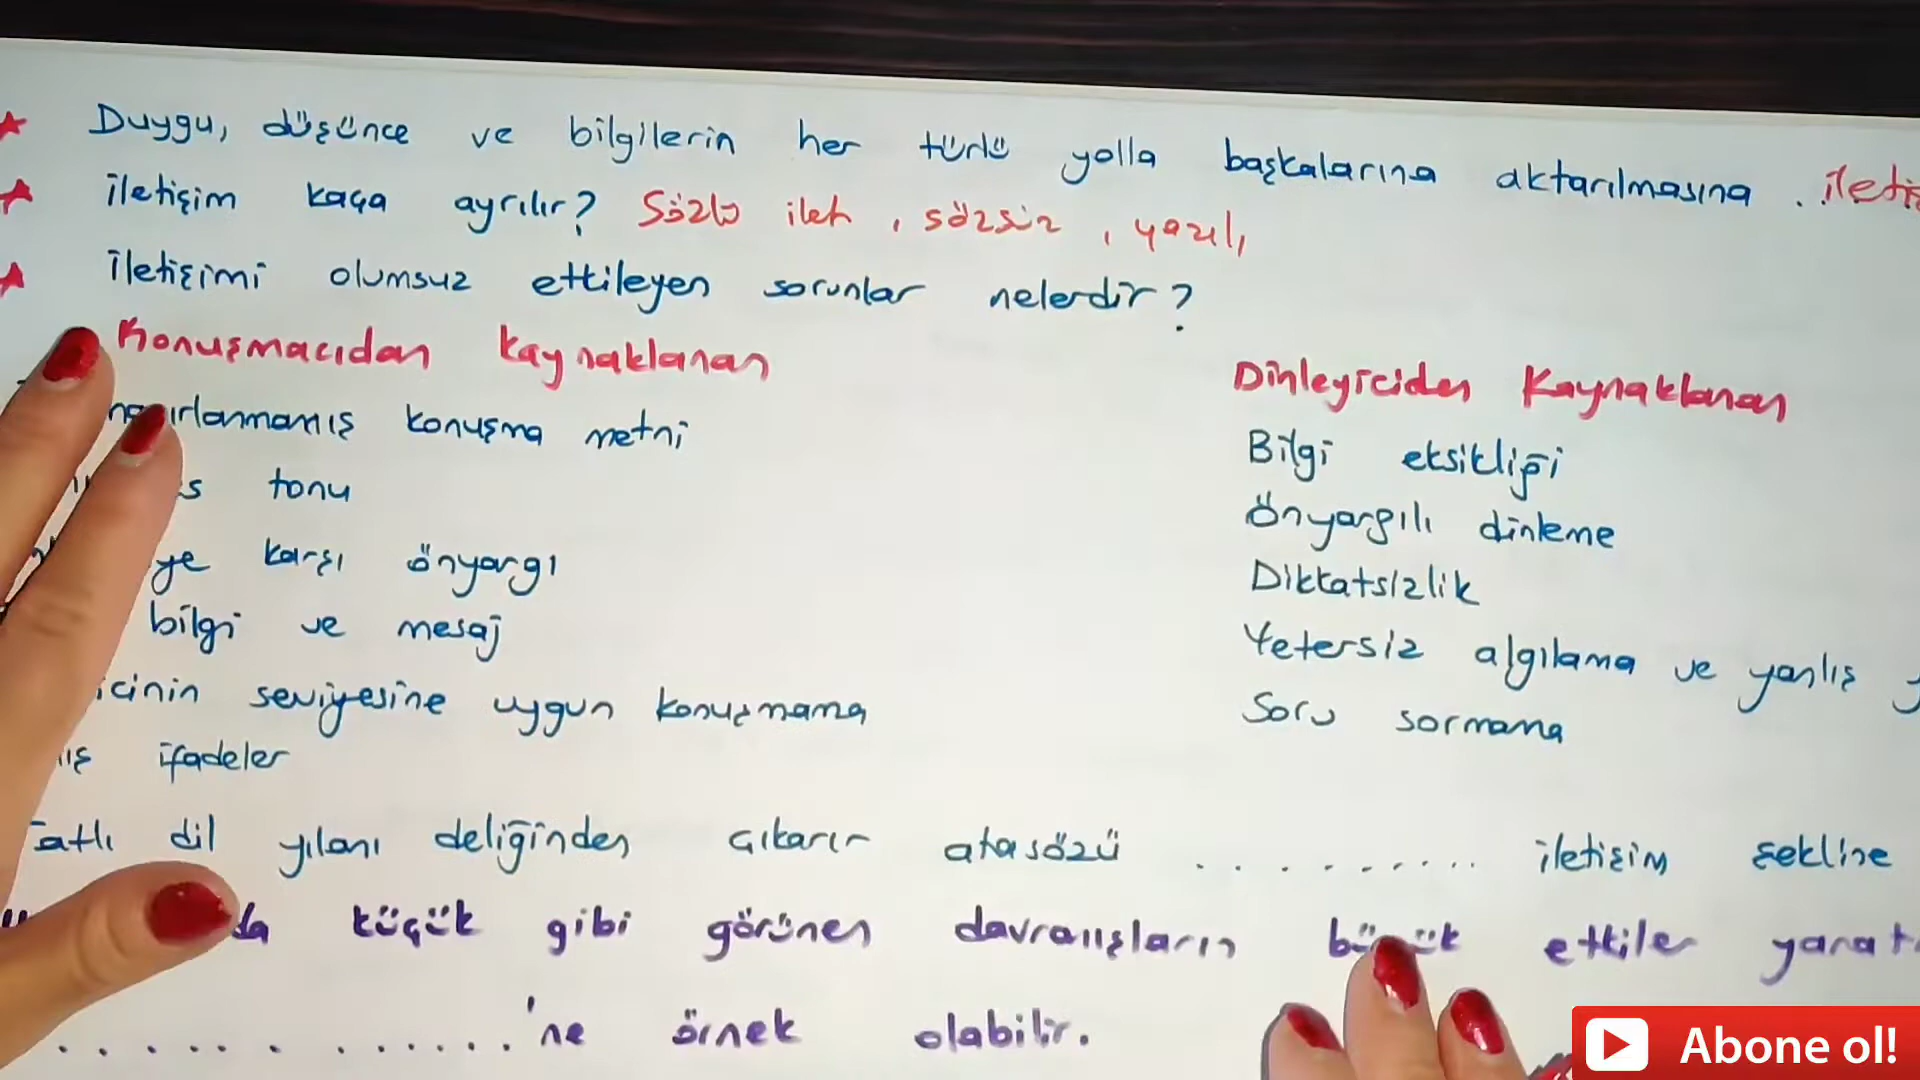 Duygu, düşünce ve bilgilerin her türlü yolla başkalarına aktarılmasına . iletiş
İletişim kaça ayrılır? Sözlü ilet , sözsüz , yazılı
İletişimi olumsuz etkileyen sorunlar nelerdir?
Konuşmacıdan kaynaklanan
hazırlanmamış konuşma metni
tonu
karşı önyargı
bilgi ve mesaj
seviyesine uygun konuşmama
ifadeler
Dinleyiciden Kaynaklanan
Bilgi eksikliği
Önyargılı dinleme
Dikkatsizlik
Yetersiz algılama ve yanlış
Soru sormama
Tatlı dil yılanı deliğinden çıkarır atasözü .......... iletişim şekline
küçük gibi görünen davranışların büyük etkiler yarat
..............'ne örnek olabilir.
Abone ol!